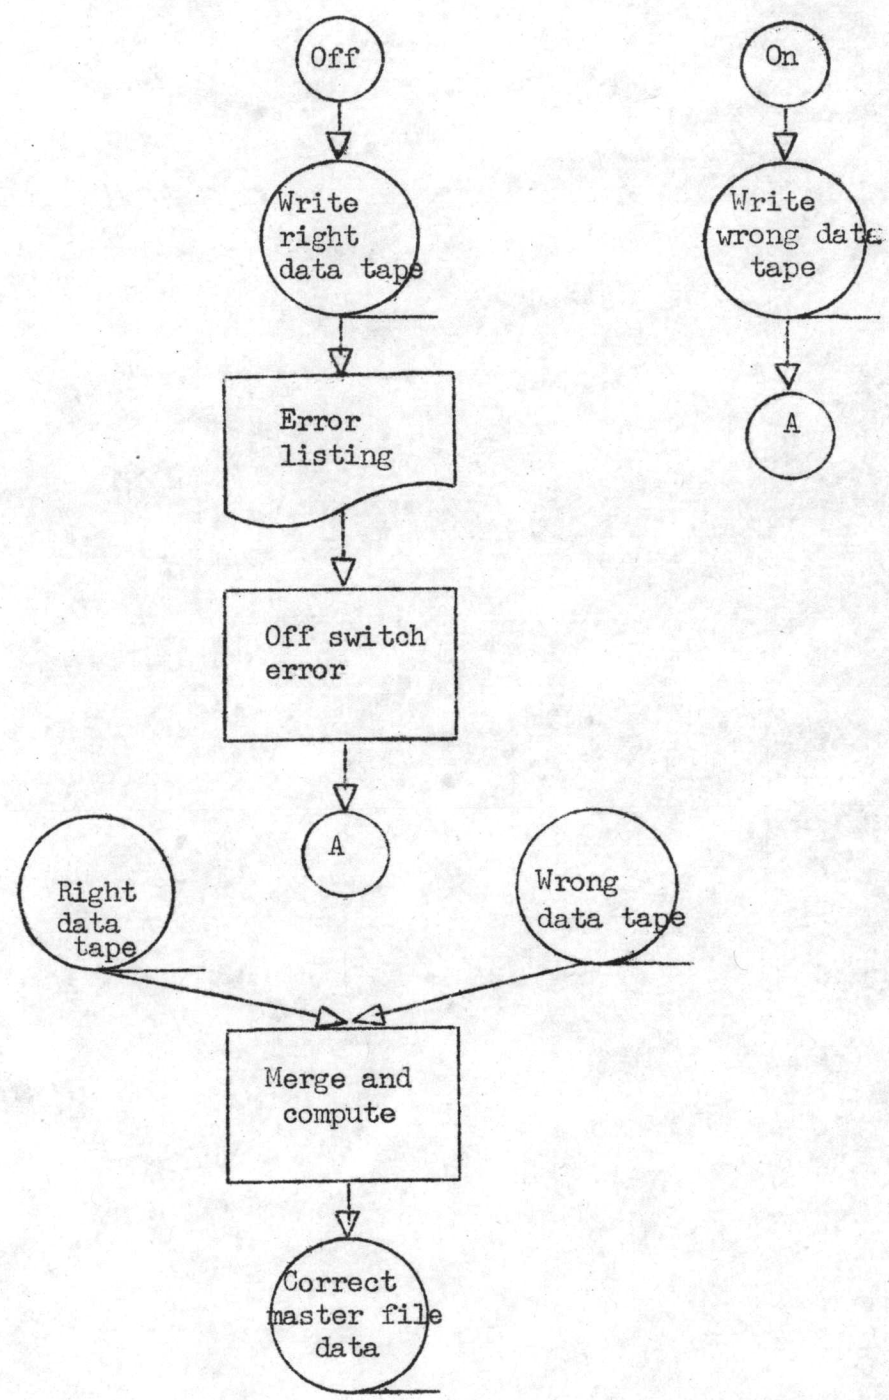 Off
On
Write
right
data tape
Write
wrong data
tape
Error
listing
A
Off switch
error
A
Right
data
tape
Wrong
data tape
Merge and
compute
Correct
master file
data